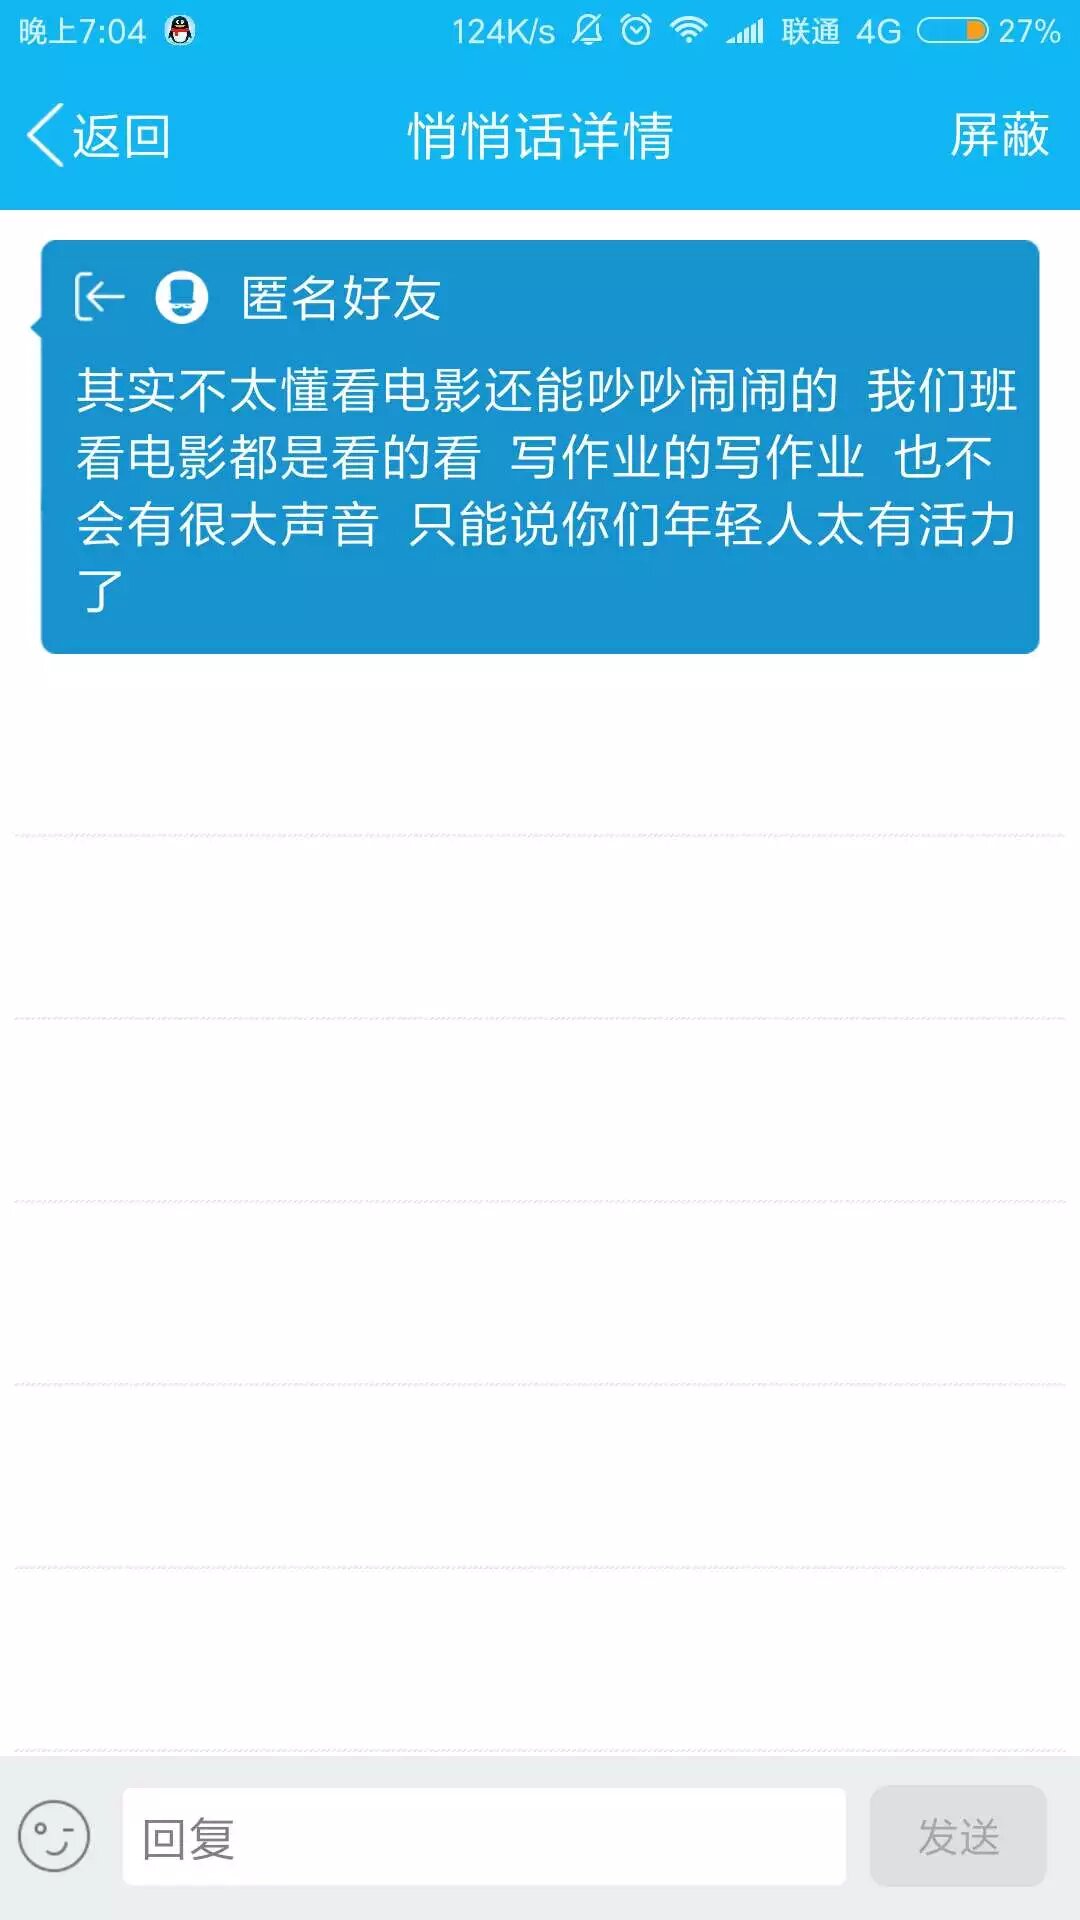 晚上7:04 124K/s 联通 4G 27%
返回 悄悄话详情 屏蔽
匿名好友
其实不太懂看电影还能吵吵闹闹的 我们班
看电影都是看的看 写作业的写作业 也不
会有很大声音 只能说你们年轻人太有活力
了
回复 发送